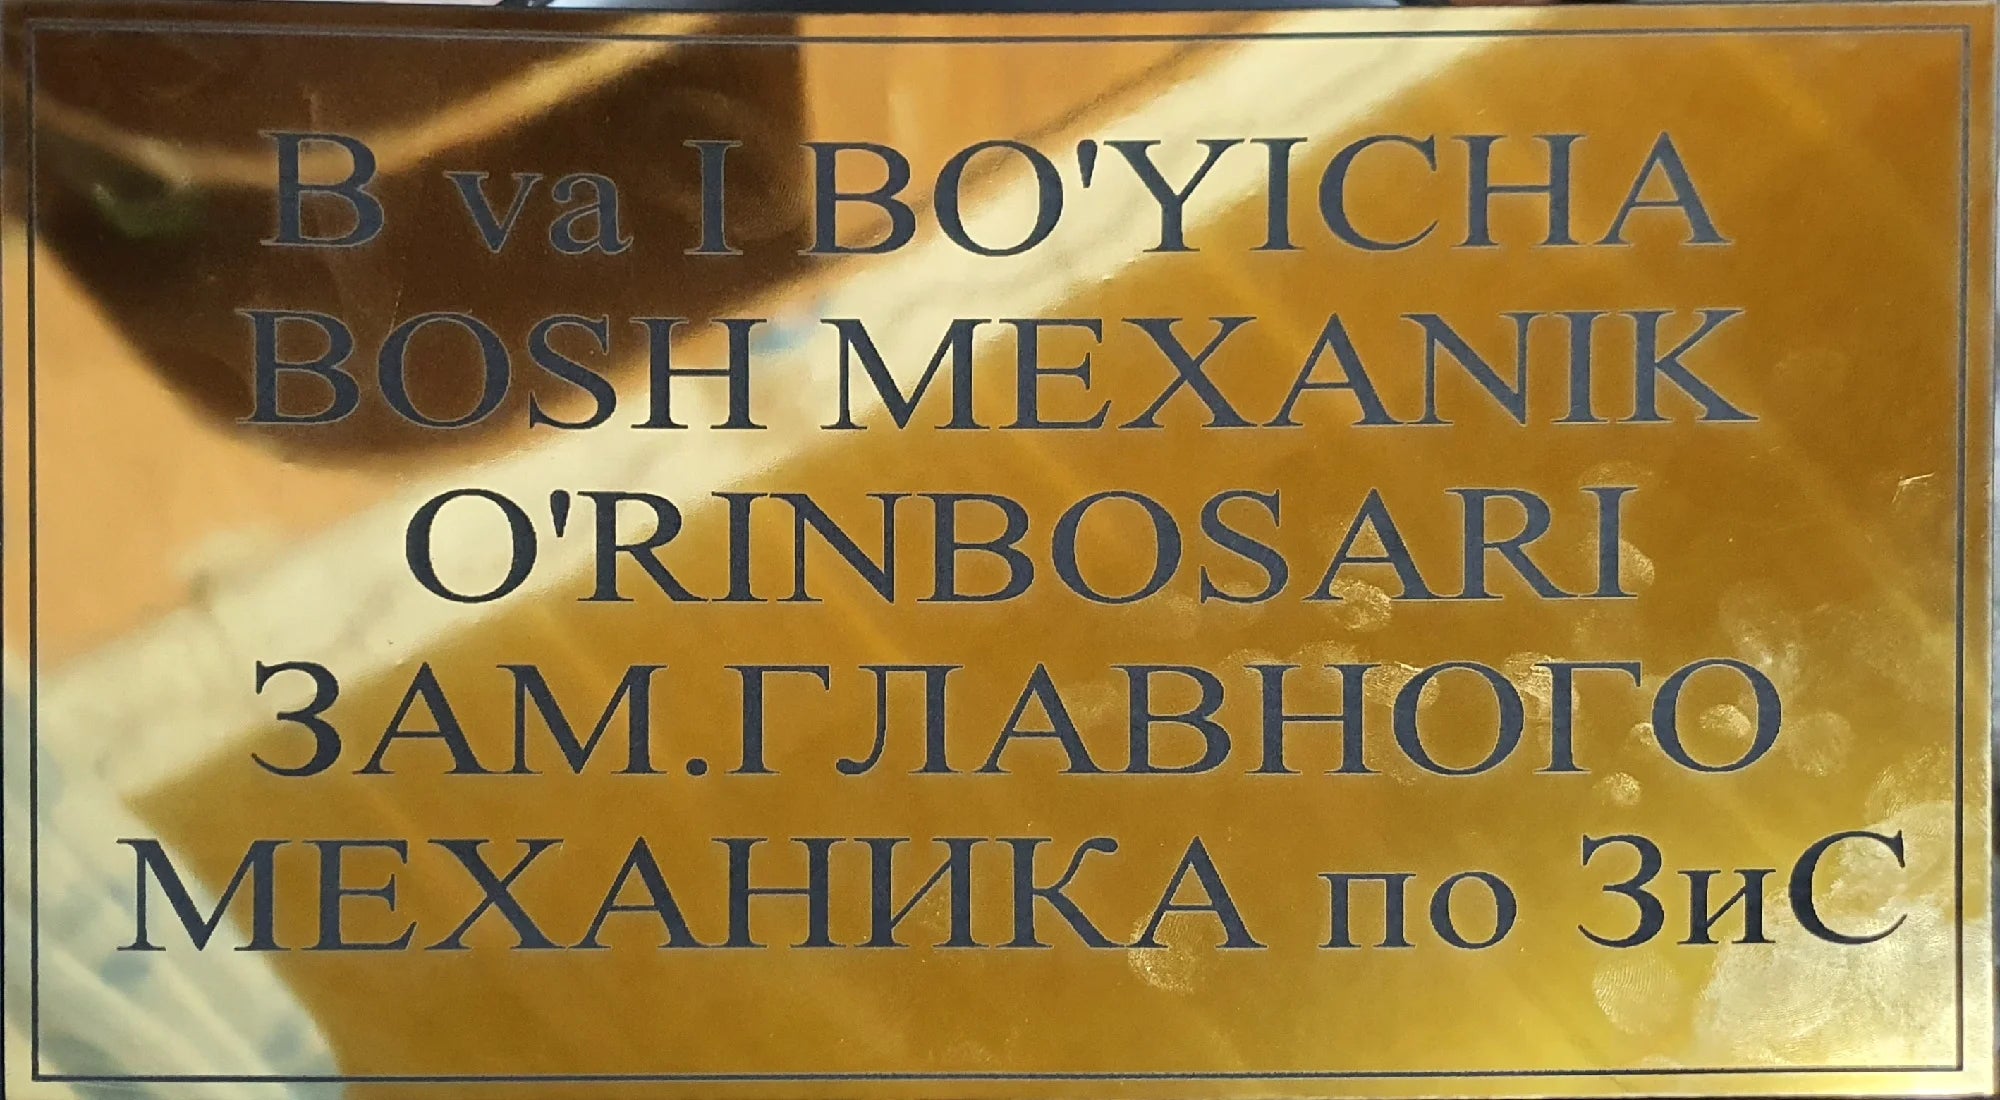 B va I BO'YICHA
BOSH MEXANIK
O'RINBOSARI
ЗАМ.ГЛАВНОГО
МЕХАНИКА по ЗиС